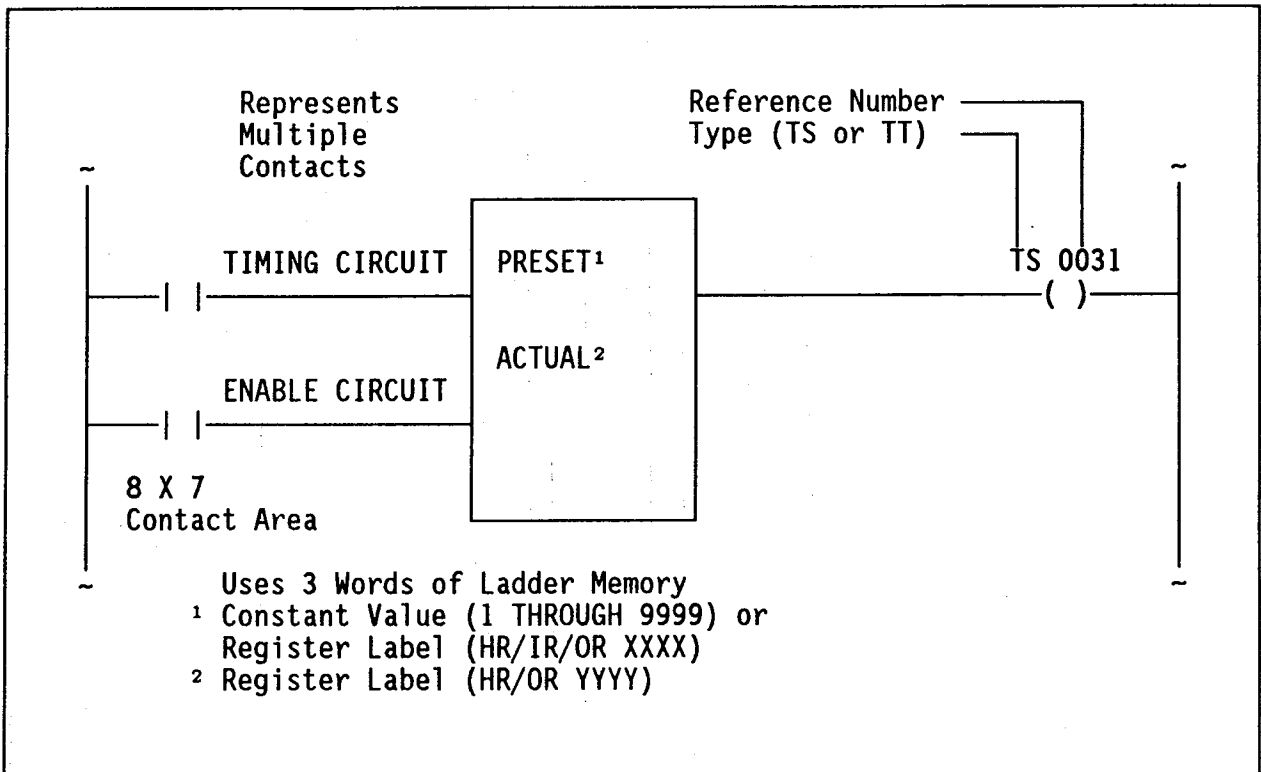 Represents
Multiple
Contacts
Reference Number
Type (TS or TT)
~
~
TIMING CIRCUIT
PRESET¹
TS 0031
( )
ACTUAL²
ENABLE CIRCUIT
8 X 7
Contact Area
~
~
Uses 3 Words of Ladder Memory
¹ Constant Value (1 THROUGH 9999) or
Register Label (HR/IR/OR XXXX)
² Register Label (HR/OR YYYY)